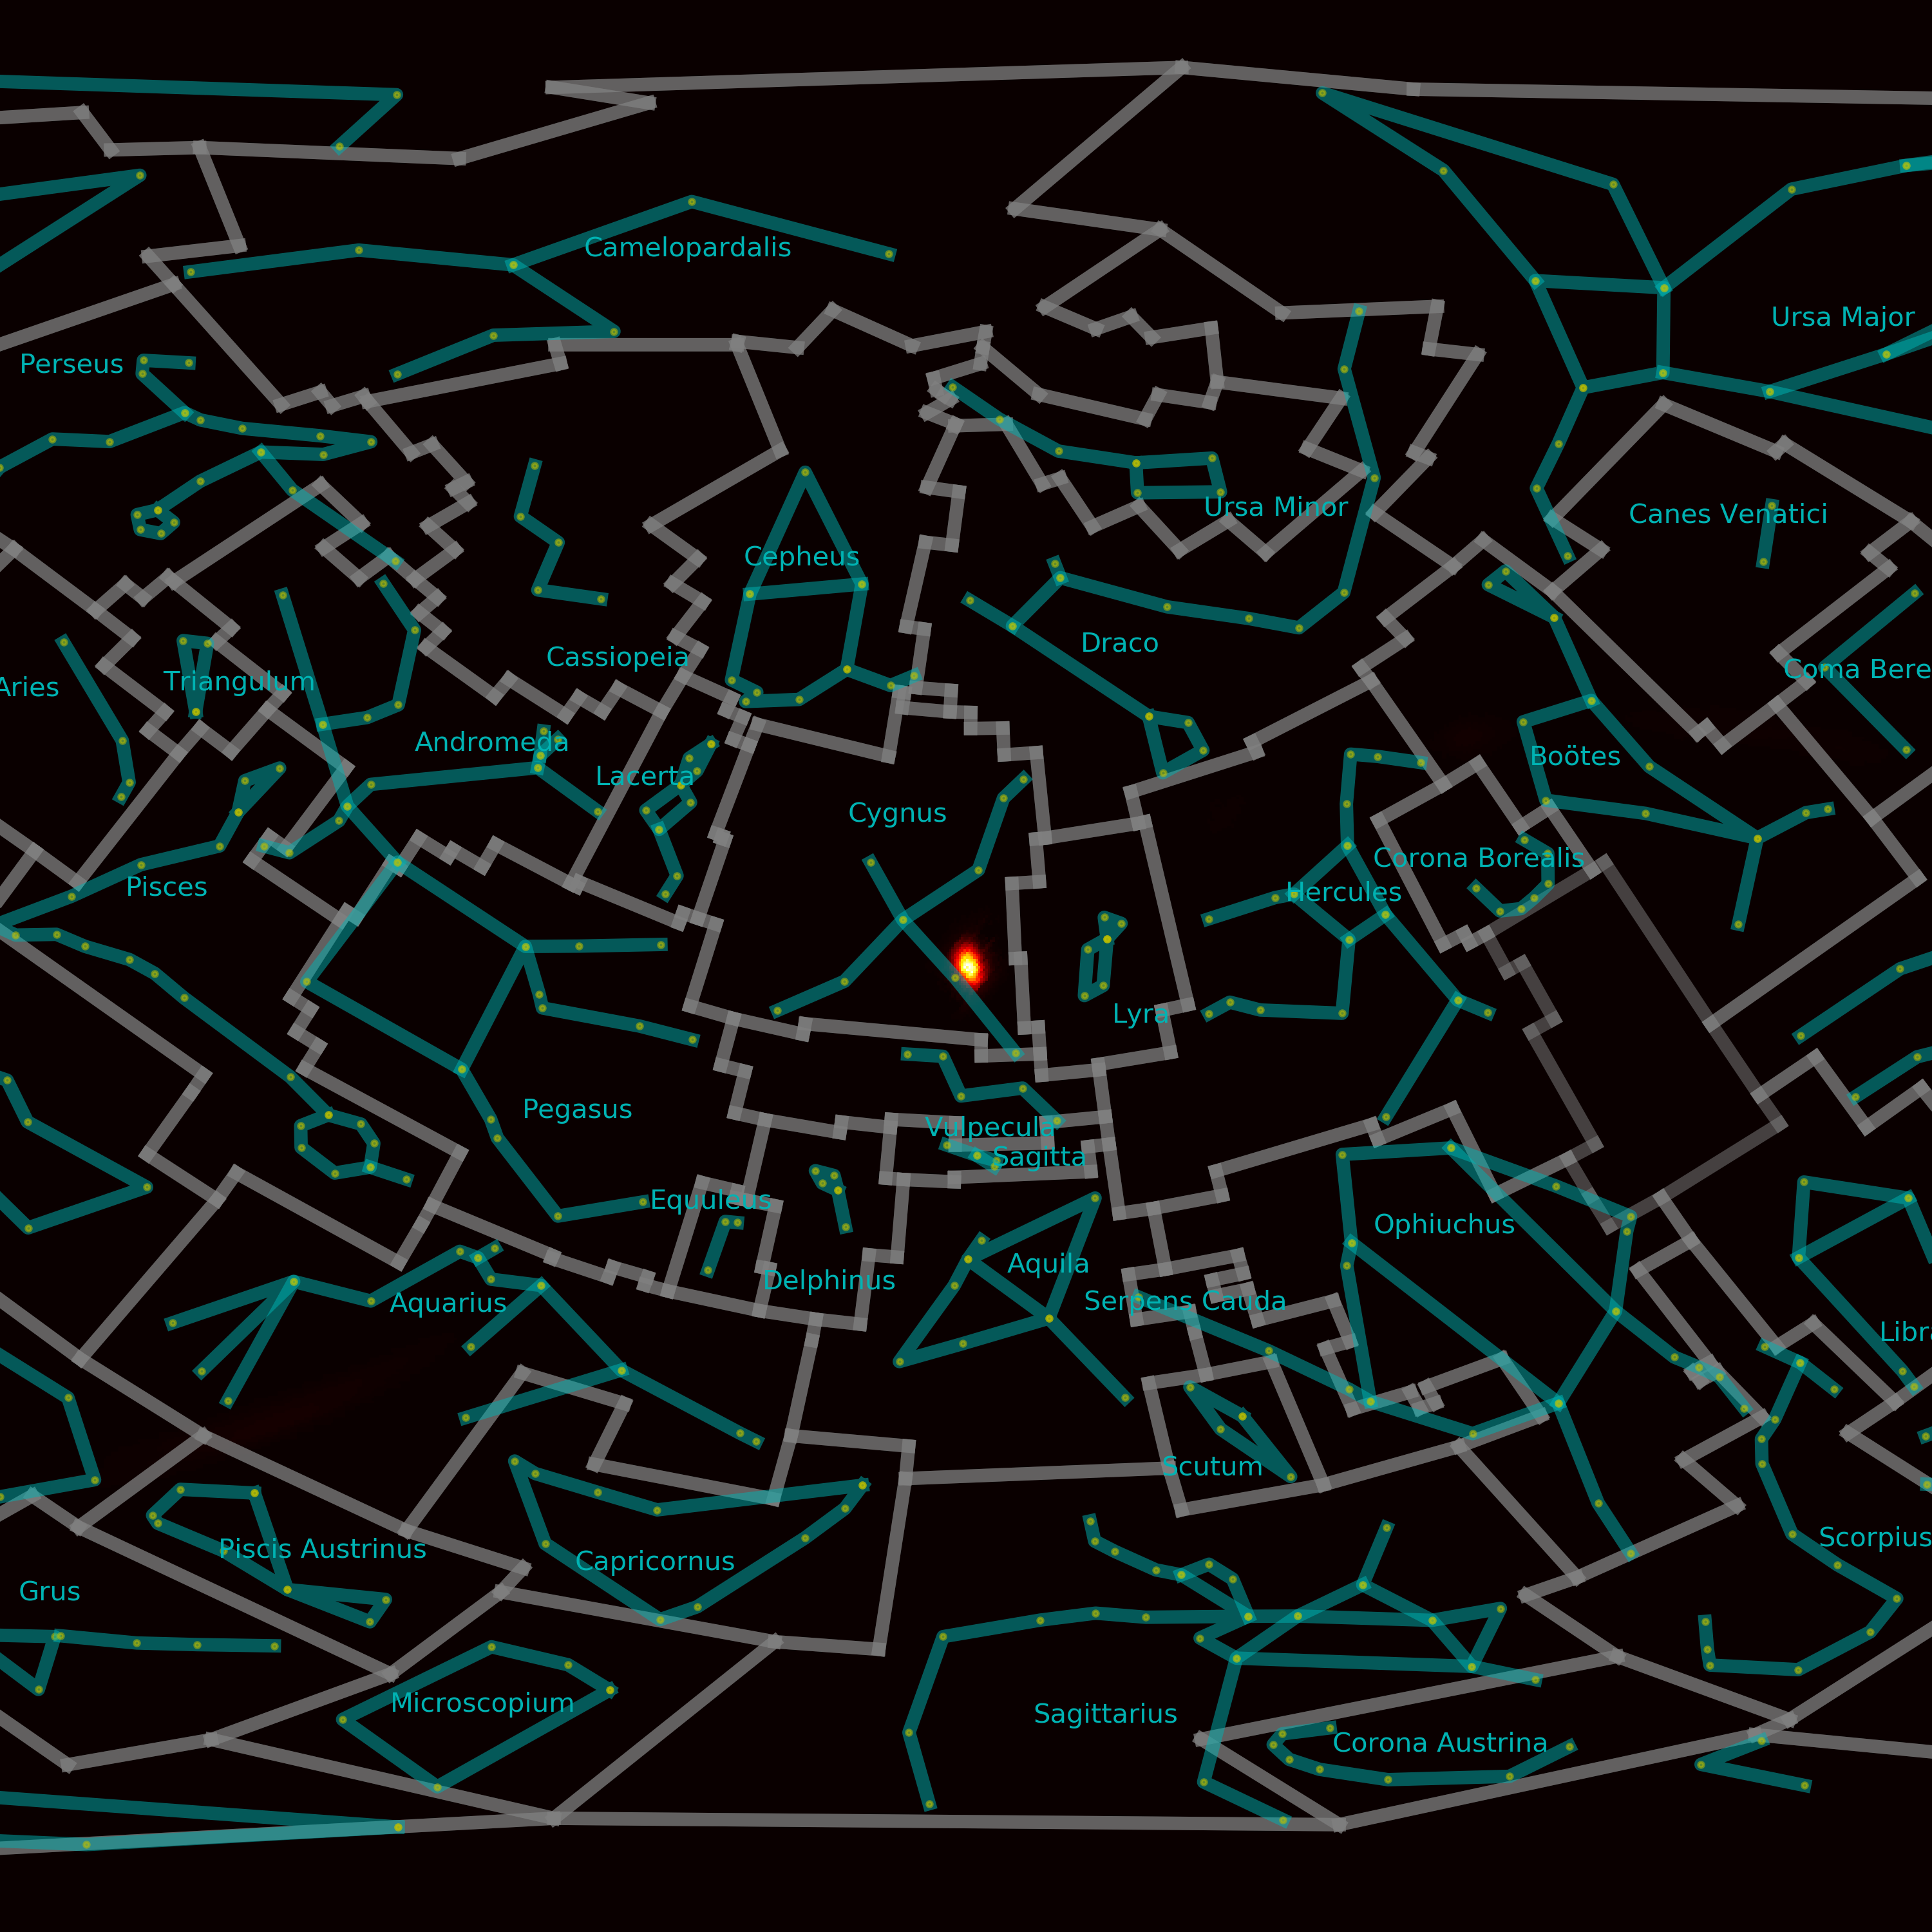 Camelopardalis
Ursa Major
Perseus
Ursa Minor
Canes Venatici
Cepheus
Draco
Cassiopeia
Coma Bere
Triangulum
Aries
Andromeda
Boötes
Lacerta
Cygnus
Corona Borealis
Pisces
Hercules
Lyra
Pegasus
Vulpecula
Sagitta
Equuleus
Ophiuchus
Aquila
Delphinus
Aquarius
Serpens Cauda
Libra
Scutum
Scorpius
Piscis Austrinus
Capricornus
Grus
Microscopium
Sagittarius
Corona Austrina